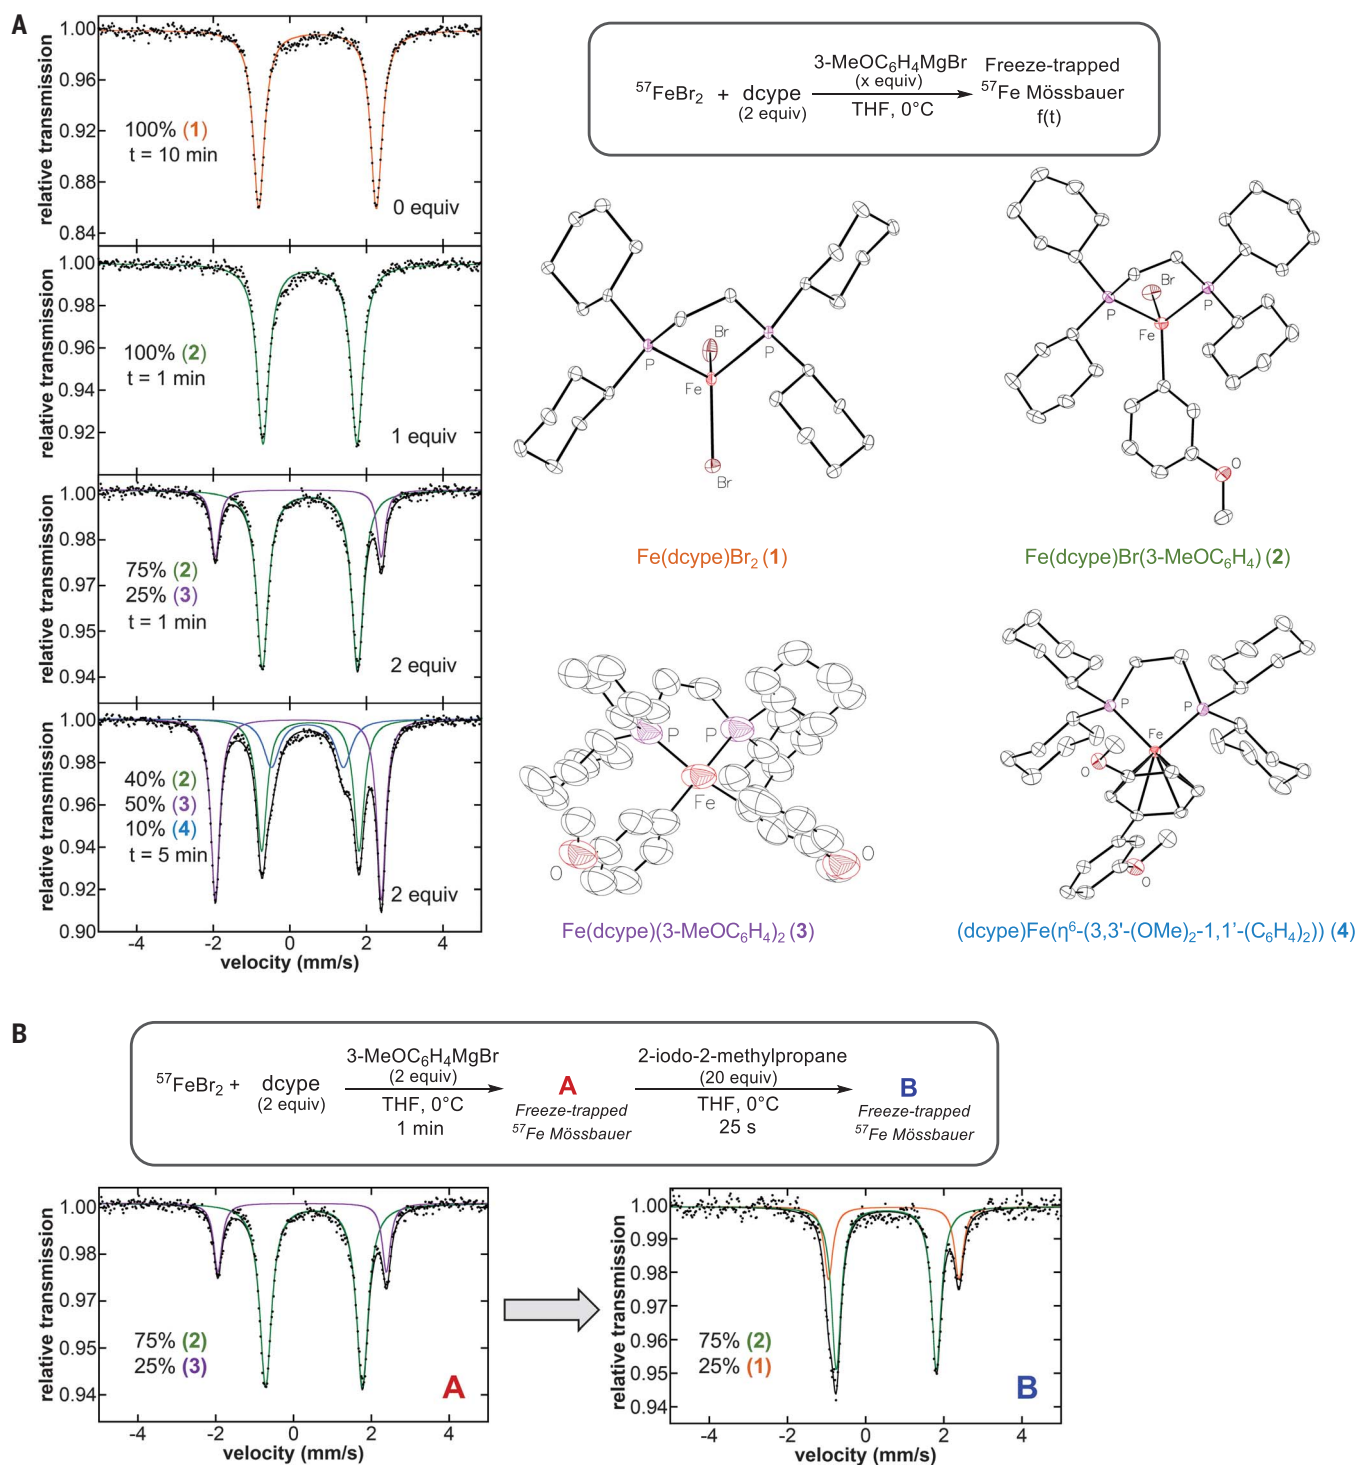 A
relative transmission
1.00
0.96
0.92
0.88
0.84
100% (1)
t = 10 min
0 equiv
relative transmission
1.00
0.98
0.96
0.94
0.92
100% (2)
t = 1 min
1 equiv
relative transmission
1.00
0.98
0.97
0.95
0.94
75% (2)
25% (3)
t = 1 min
2 equiv
relative transmission
1.00
0.98
0.96
0.94
0.92
0.90
40% (2)
50% (3)
10% (4)
t = 5 min
2 equiv
-4 -2 0 2 4
velocity (mm/s)
⁵⁷FeBr₂ + dcype
(2 equiv)
3-MeOC₆H₄MgBr
(x equiv)
THF, 0°C
Freeze-trapped
⁵⁷Fe Mössbauer
f(t)
Br
P
P
Fe
Br
Fe(dcype)Br₂ (1)
Br
P
P
Fe
O
Fe(dcype)Br(3-MeOC₆H₄) (2)
P
P
Fe
O
O
Fe(dcype)(3-MeOC₆H₄)₂ (3)
P
P
Fe
O
O
(dcype)Fe(η⁶-(3,3'-(OMe)₂-1,1'-(C₆H₄)₂)) (4)
B
⁵⁷FeBr₂ + dcype
(2 equiv)
3-MeOC₆H₄MgBr
(2 equiv)
THF, 0°C
1 min
A
Freeze-trapped
⁵⁷Fe Mössbauer
2-iodo-2-methylpropane
(20 equiv)
THF, 0°C
25 s
B
Freeze-trapped
⁵⁷Fe Mössbauer
relative transmission
1.00
0.98
0.97
0.95
0.94
75% (2)
25% (3)
A
-4 -2 0 2 4
velocity (mm/s)
relative transmission
1.00
0.99
0.98
0.97
0.96
0.95
0.94
75% (2)
25% (1)
B
-4 -2 0 2 4
velocity (mm/s)